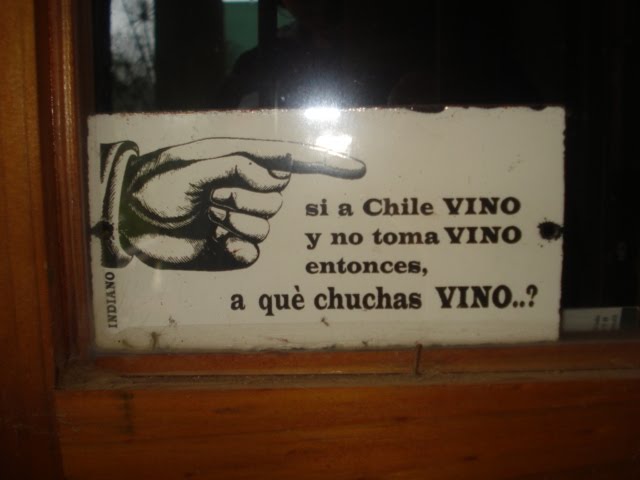 si a Chile VINO
y no toma VINO
entonces,
a què chuchas VINO..?
INDIANO